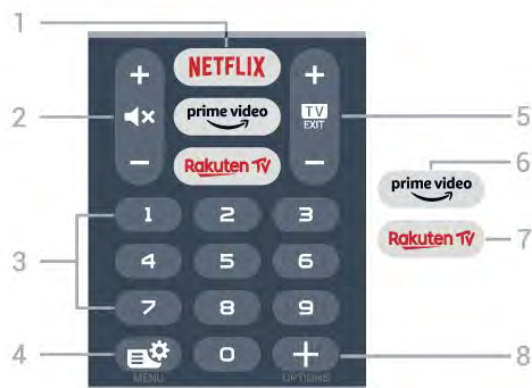 1
+
NETFLIX
+
2
prime video
TV
EXIT
5
-
Rakuten TV
-
6
prime video
1 2 3
Rakuten TV
7
3
4 5 6
7 8 9
4
0
+
8
MENU
OPTIONS